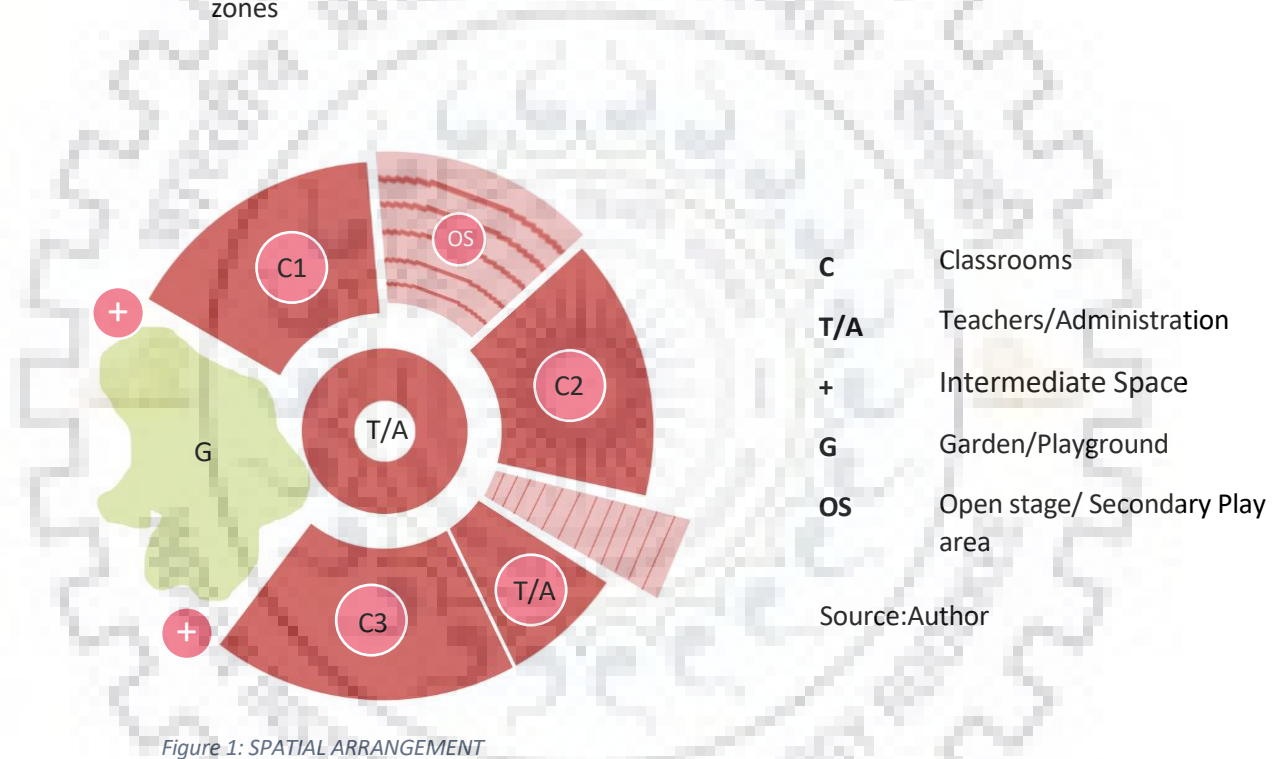 zones
C1
OS
+
C2
T/A
G
T/A
C3
+
C Classrooms
T/A Teachers/Administration
+ Intermediate Space
G Garden/Playground
OS Open stage/ Secondary Play
area
Source:Author
Figure 1: SPATIAL ARRANGEMENT